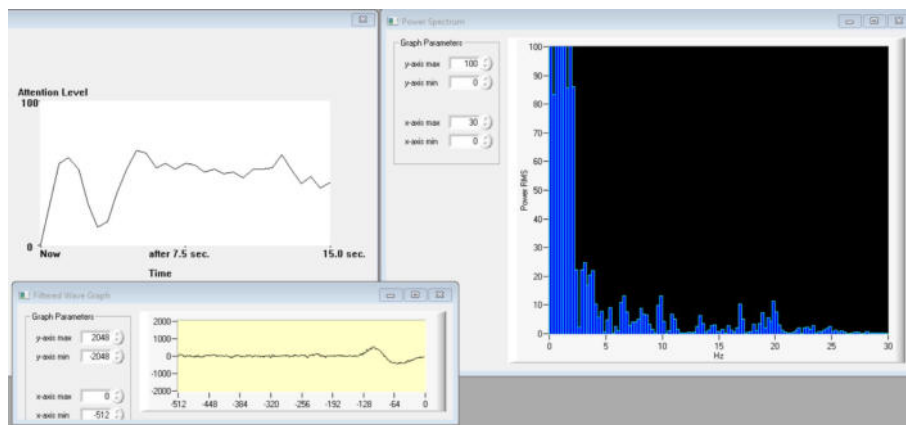 Attention Level
100
0
Now after 7.5 sec. 15.0 sec.
Time
Power Spectrum
Graph Parameters
y-axis max 100
y-axis min 0
x-axis max 30
x-axis min 0
Power RMS
100
90
80
70
60
50
40
30
20
10
0
0 5 10 15 20 25 30
Hz
Filtered Wave Graph
Graph Parameters
y-axis max 2048
y-axis min -2048
x-axis max 0
x-axis min -512
2000
1000
0
-1000
-2000
-512 -448 -384 -320 -256 -192 -128 -64 0